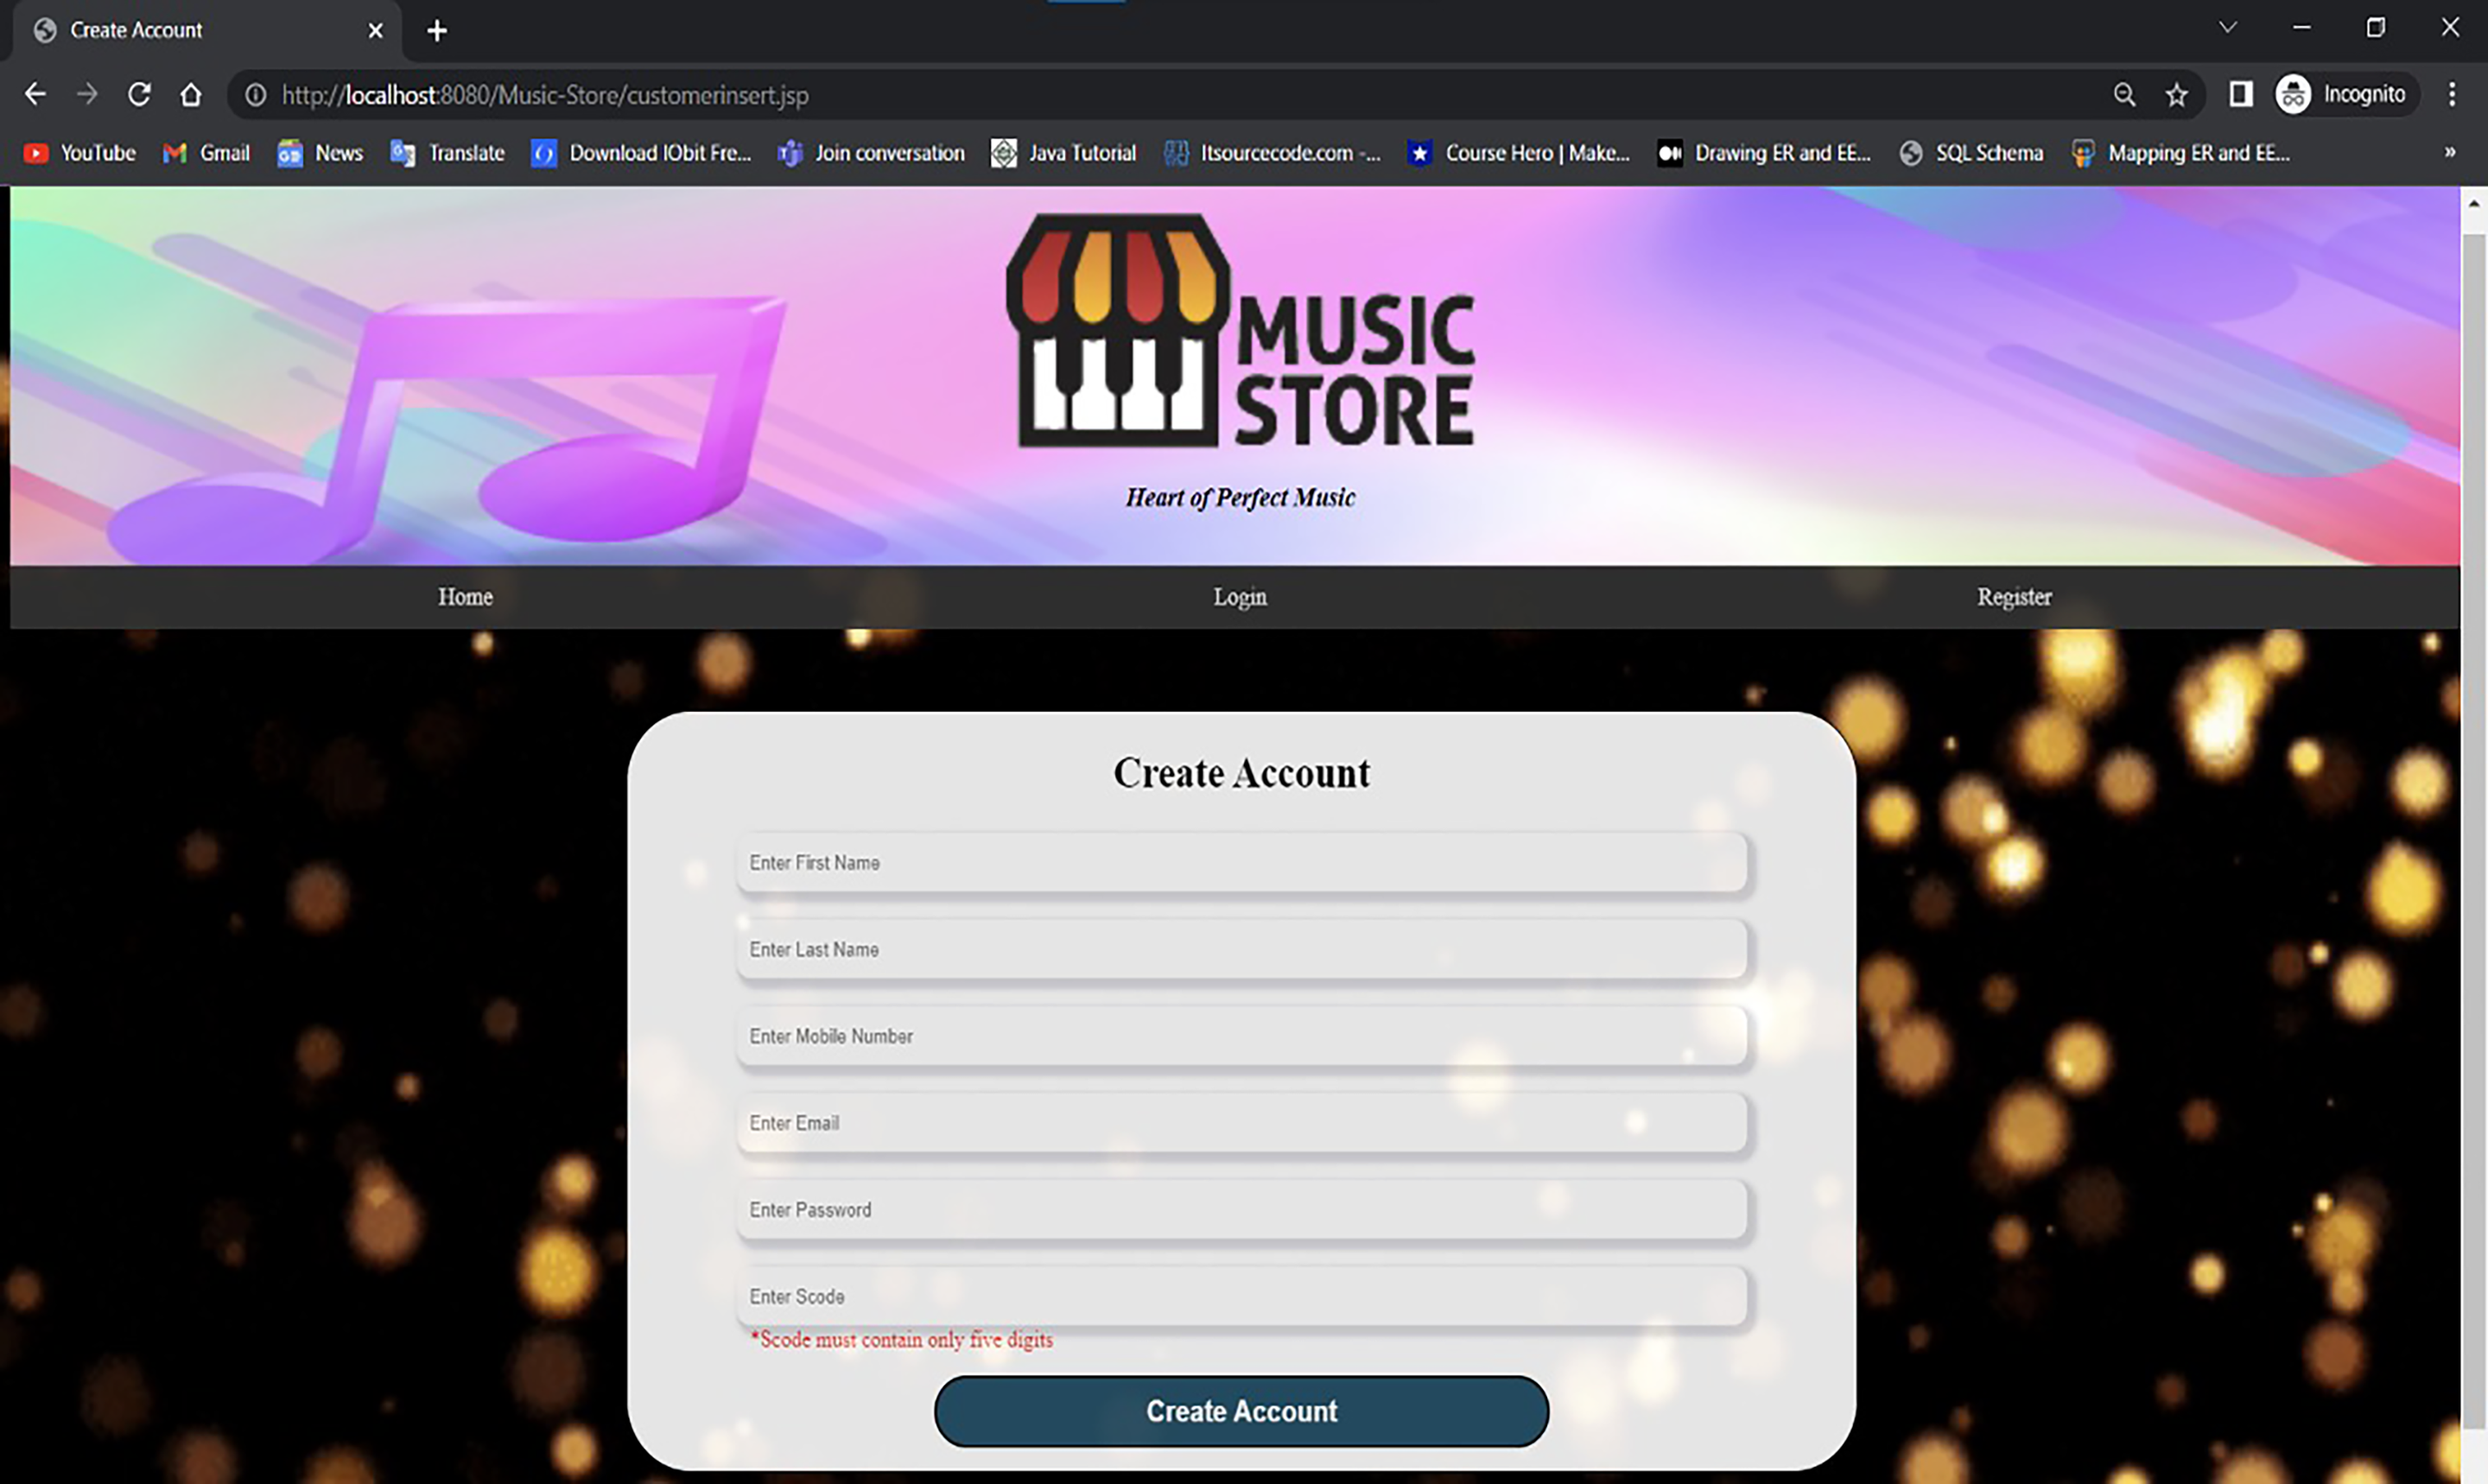 Create Account
http://localhost:8080/Music-Store/customerinsert.jsp
Incognito
YouTube
Gmail
News
Translate
Download IObit Fre...
Join conversation
Java Tutorial
Itsourcecode.com -...
Course Hero | Make...
Drawing ER and EE...
SQL Schema
Mapping ER and EE...
»
MUSIC
STORE
Heart of Perfect Music
Home
Login
Register
Create Account
Enter First Name
Enter Last Name
Enter Mobile Number
Enter Email
Enter Password
Enter Scode
*Scode must contain only five digits
Create Account